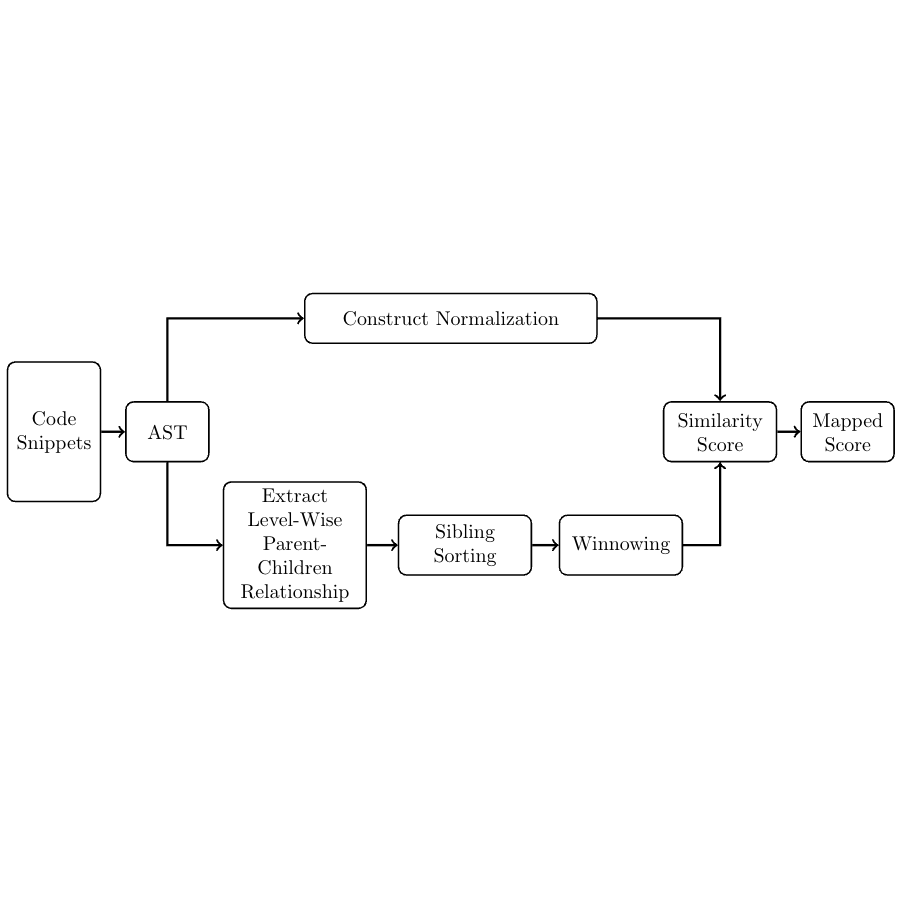 Construct Normalization
Code
Snippets
AST
Similarity
Score
Mapped
Score
Extract
Level-Wise
Parent-
Children
Relationship
Sibling
Sorting
Winnowing